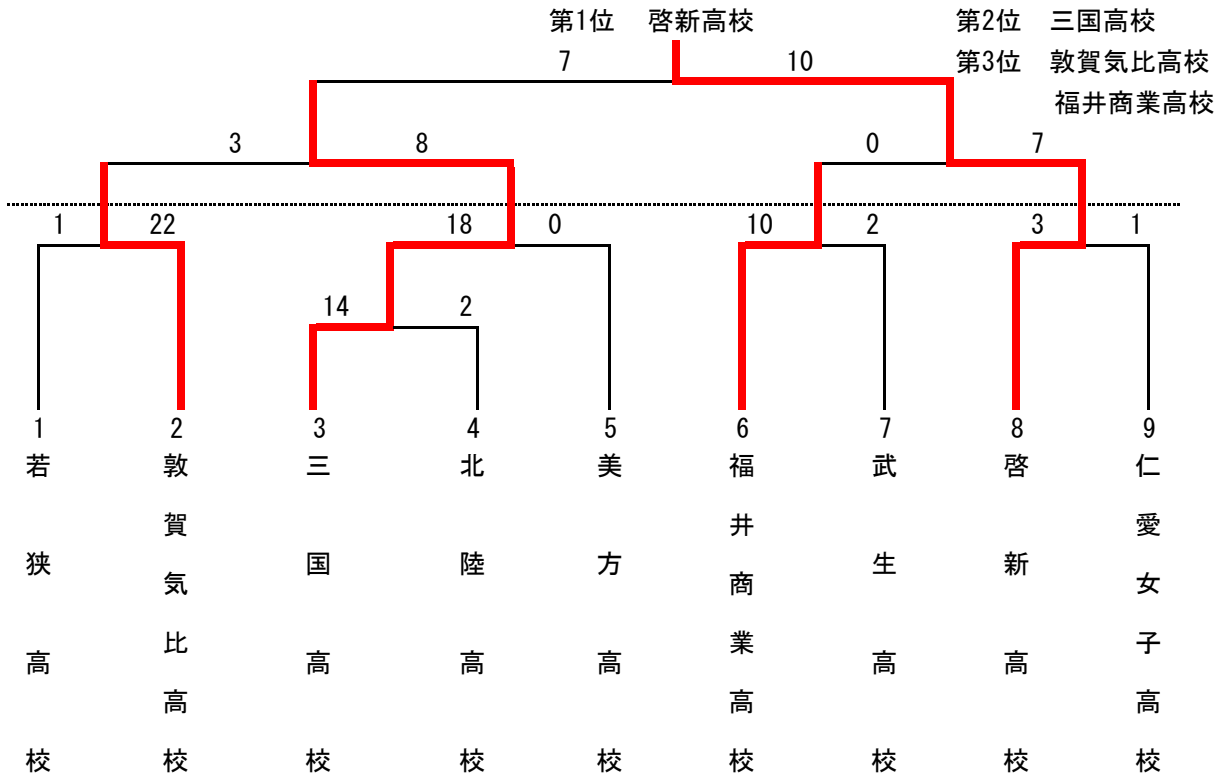 第1位 啓新高校 第2位 三国高校
7 10 第3位 敦賀気比高校
福井商業高校
3 8 0 7
1 22 18 0 10 2 3 1
14 2
1 2 3 4 5 6 7 8 9
若狭高校
敦賀気比高校
三国高校
北陸高校
美方高校
福井商業高校
武生高校
啓新高校
仁愛女子高校